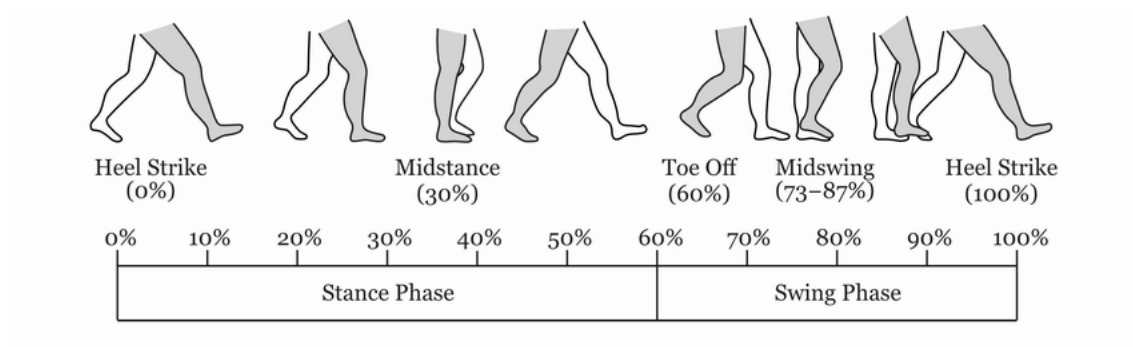 Heel Strike
(0%)
Midstance
(30%)
Toe Off
(60%)
Midswing
(73–87%)
Heel Strike
(100%)
0% 10% 20% 30% 40% 50% 60% 70% 80% 90% 100%
Stance Phase Swing Phase